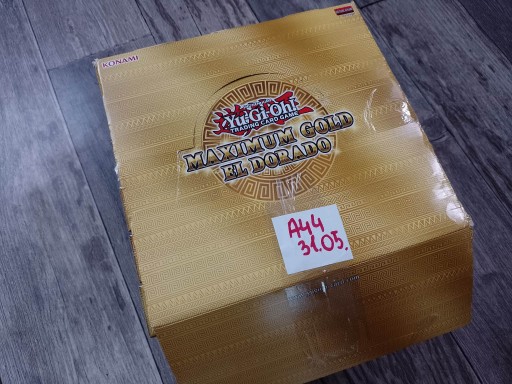 KONAMI
Yu-Gi-Oh!
TRADING CARD GAME
MAXIMUM GOLD
EL DORADO
A44
31.05.